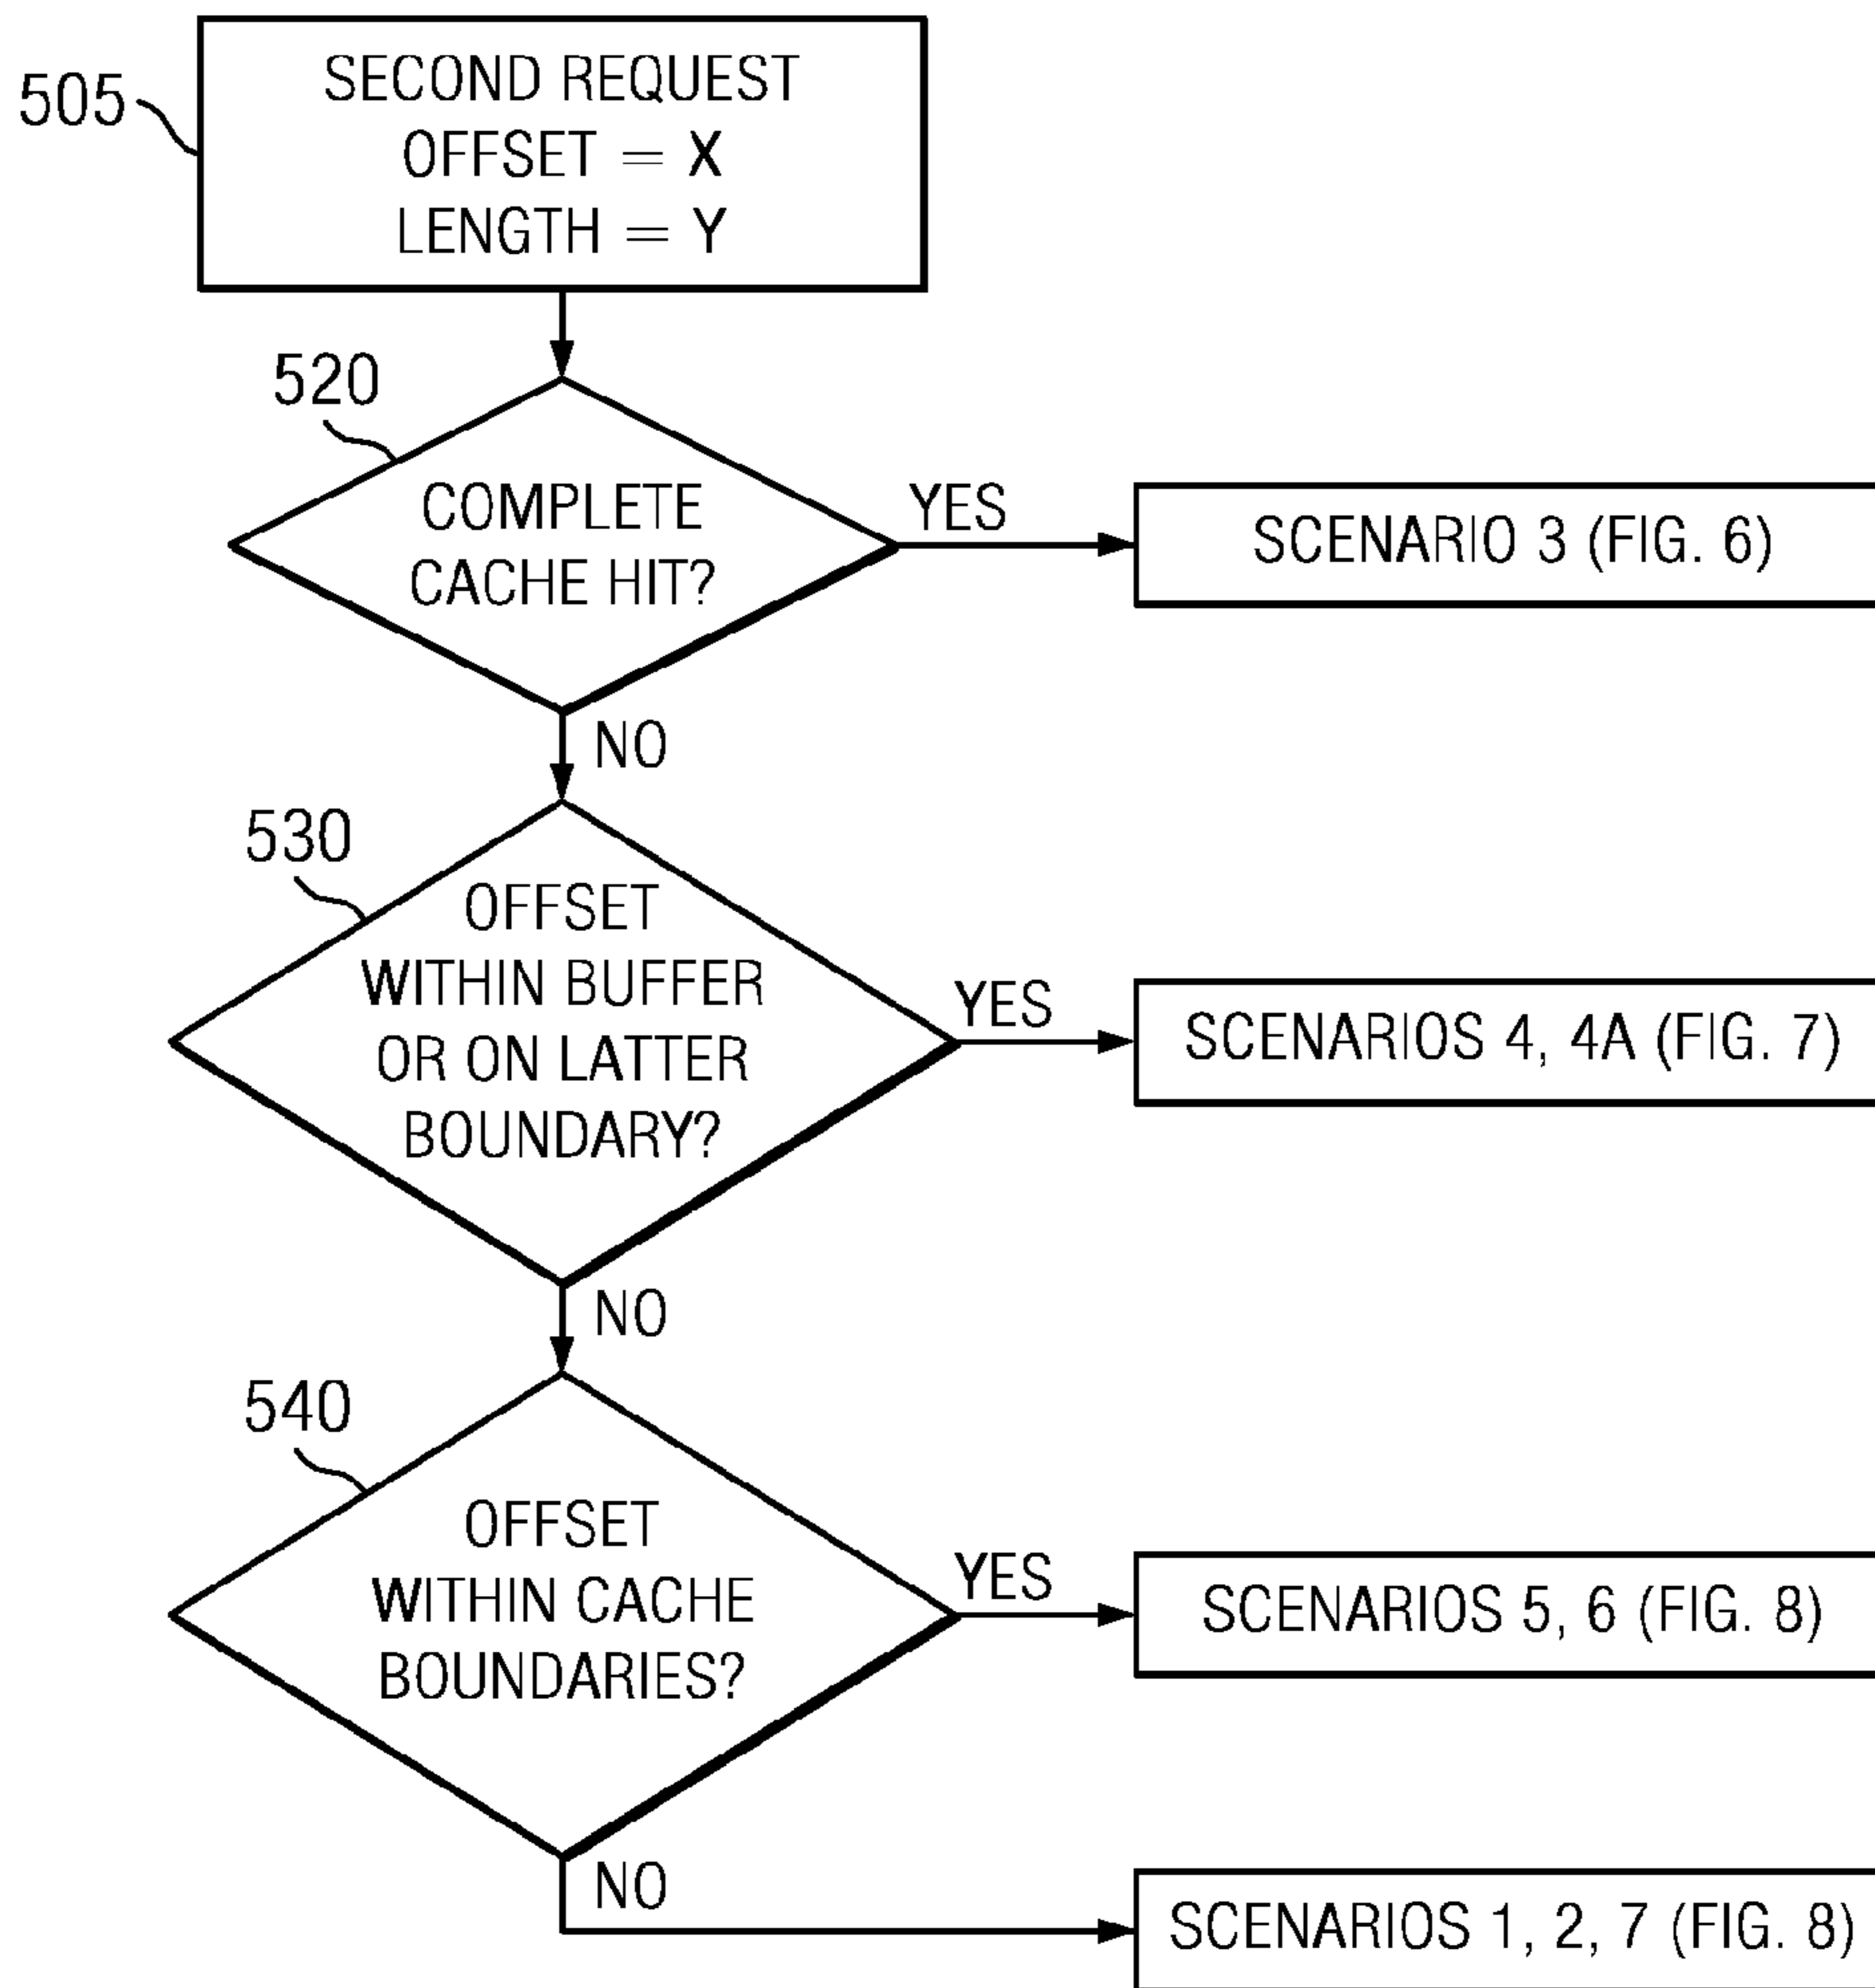 505
SECOND REQUEST
OFFSET = X
LENGTH = Y
520
COMPLETE
CACHE HIT?
YES
SCENARIO 3 (FIG. 6)
NO
530
OFFSET
WITHIN BUFFER
OR ON LATTER
BOUNDARY?
YES
SCENARIOS 4, 4A (FIG. 7)
NO
540
OFFSET
WITHIN CACHE
BOUNDARIES?
YES
SCENARIOS 5, 6 (FIG. 8)
NO
SCENARIOS 1, 2, 7 (FIG. 8)